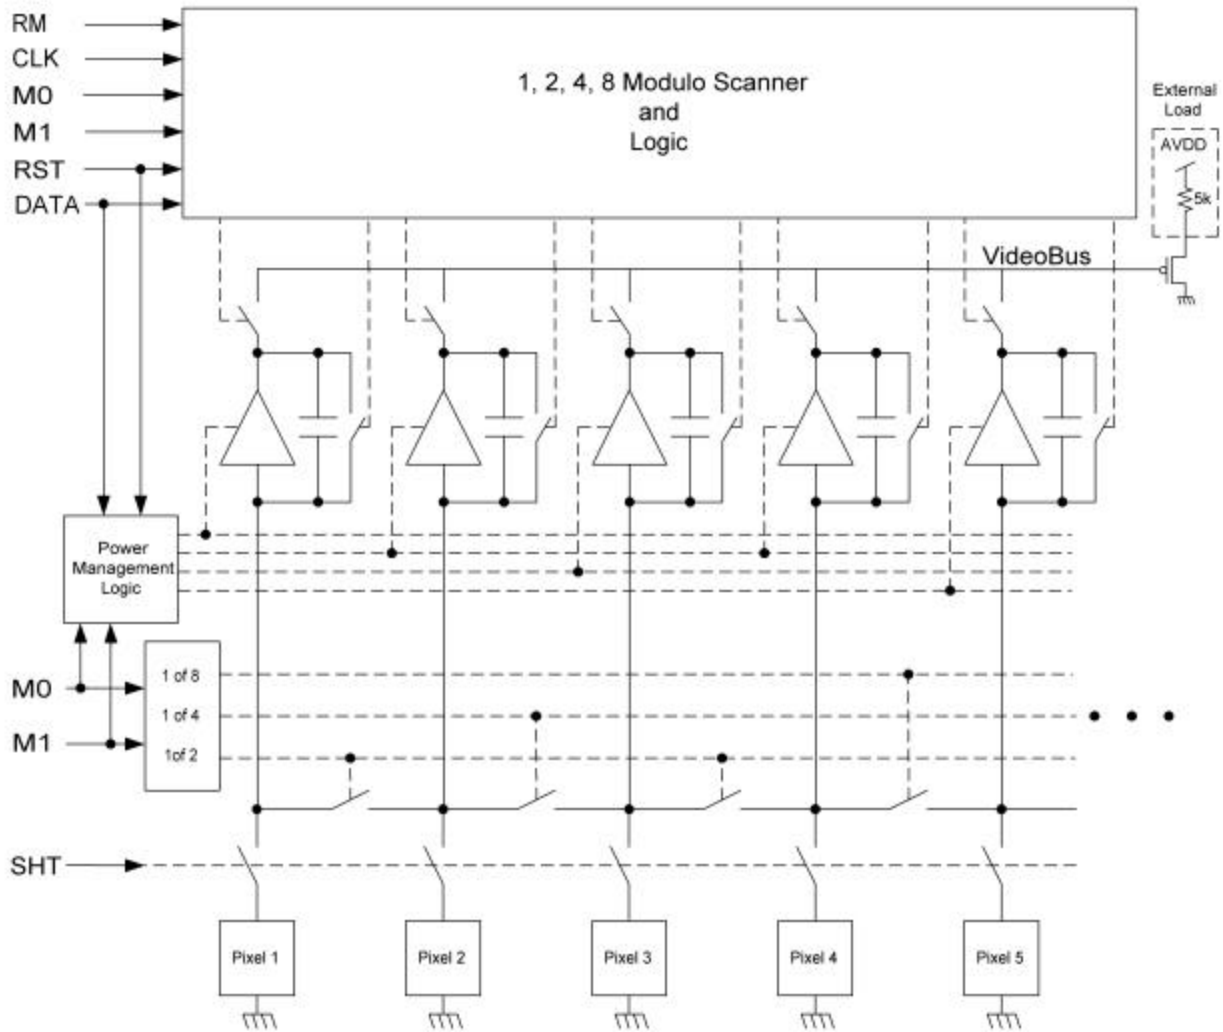 RM
CLK
M0
M1
RST
DATA
1, 2, 4, 8 Modulo Scanner
and
Logic
External
Load
AVDD
5k
VideoBus
Power
Management
Logic
M0
M1
1 of 8
1 of 4
1of 2
SHT
Pixel 1
Pixel 2
Pixel 3
Pixel 4
Pixel 5